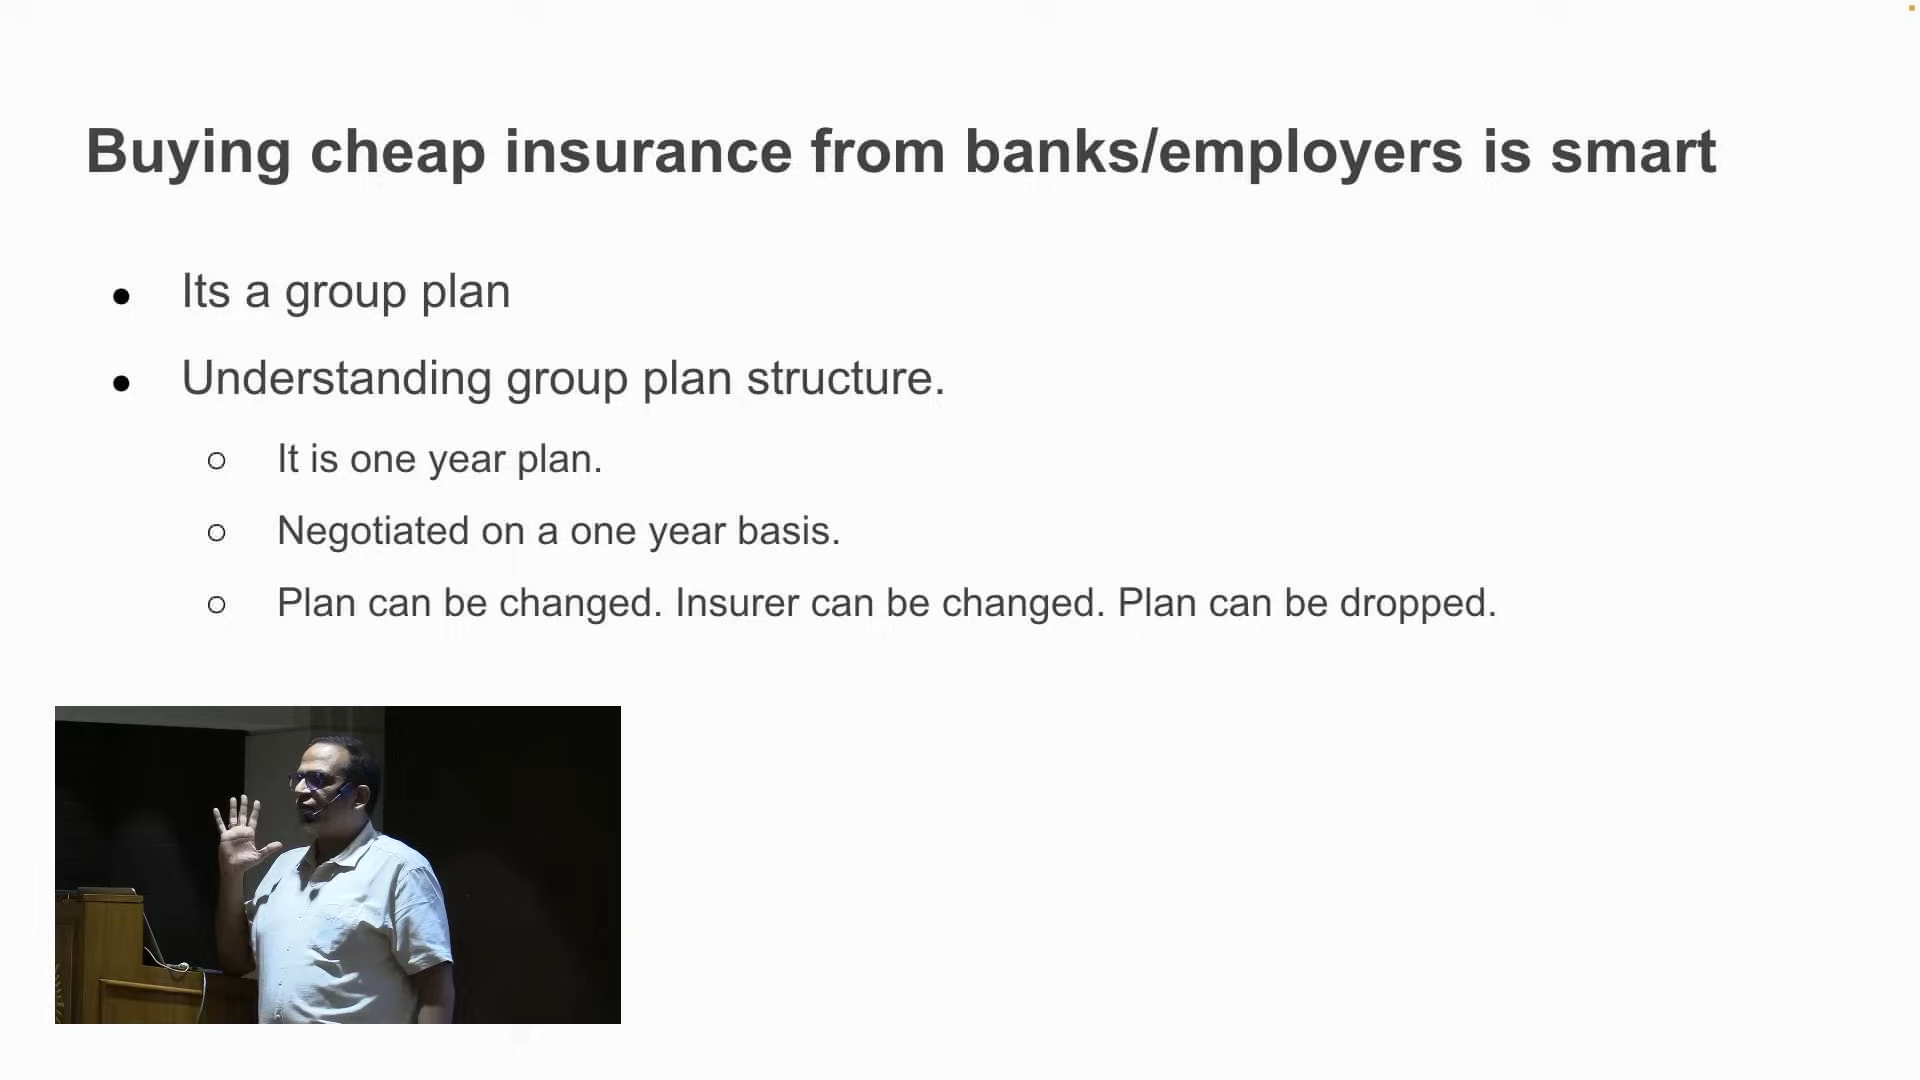 Buying cheap insurance from banks/employers is smart
Its a group plan
Understanding group plan structure.
It is one year plan.
Negotiated on a one year basis.
Plan can be changed. Insurer can be changed. Plan can be dropped.